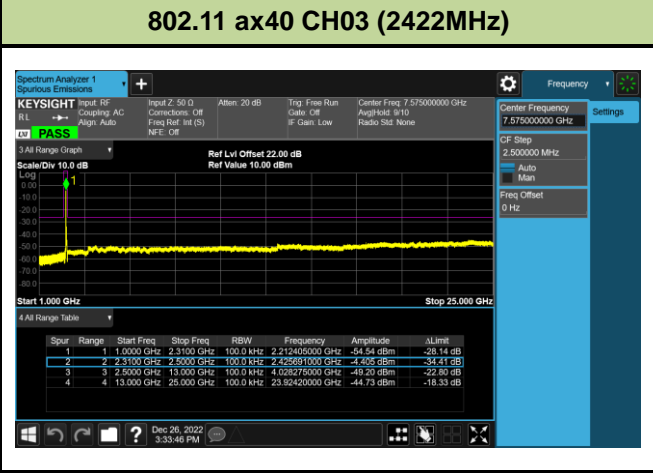 802.11 ax40 CH03 (2422MHz)
Spectrum Analyzer 1
Spurious Emissions
Frequency
KEYSIGHT Input: RF Input Z: 50 Ω Atten: 20 dB Trig: Free Run Center Freq: 7.575000000 GHz
RL Coupling: AC Corrections: Off Gate: Off Avg|Hold: 9/10
Align: Auto Freq Ref: Int (S) IF Gain: Low Radio Std: None
NFE: Off
LXI PASS
3 All Range Graph
Ref Lvl Offset 22.00 dB
Scale/Div 10.0 dB Ref Value 10.00 dBm
Log
1
0.00
-10.0
-20.0
-30.0
-40.0
-50.0
-60.0
-70.0
-80.0
Start 1.000 GHz Stop 25.000 GHz
4 All Range Table
Spur Range Start Freq Stop Freq RBW Frequency Amplitude ΔLimit
1 1 1.0000 GHz 2.3100 GHz 100.0 kHz 2.212405000 GHz -54.54 dBm -28.14 dB
2 2 2.3100 GHz 2.5000 GHz 100.0 kHz 2.425691000 GHz -4.405 dBm -34.41 dB
3 3 2.5000 GHz 13.000 GHz 100.0 kHz 4.028275000 GHz -49.20 dBm -22.80 dB
4 4 13.000 GHz 25.000 GHz 100.0 kHz 23.92420000 GHz -44.73 dBm -18.33 dB
Center Frequency
7.575000000 GHz
Settings
CF Step
2.500000 MHz
Auto
Man
Freq Offset
0 Hz
Dec 26, 2022
3:33:46 PM